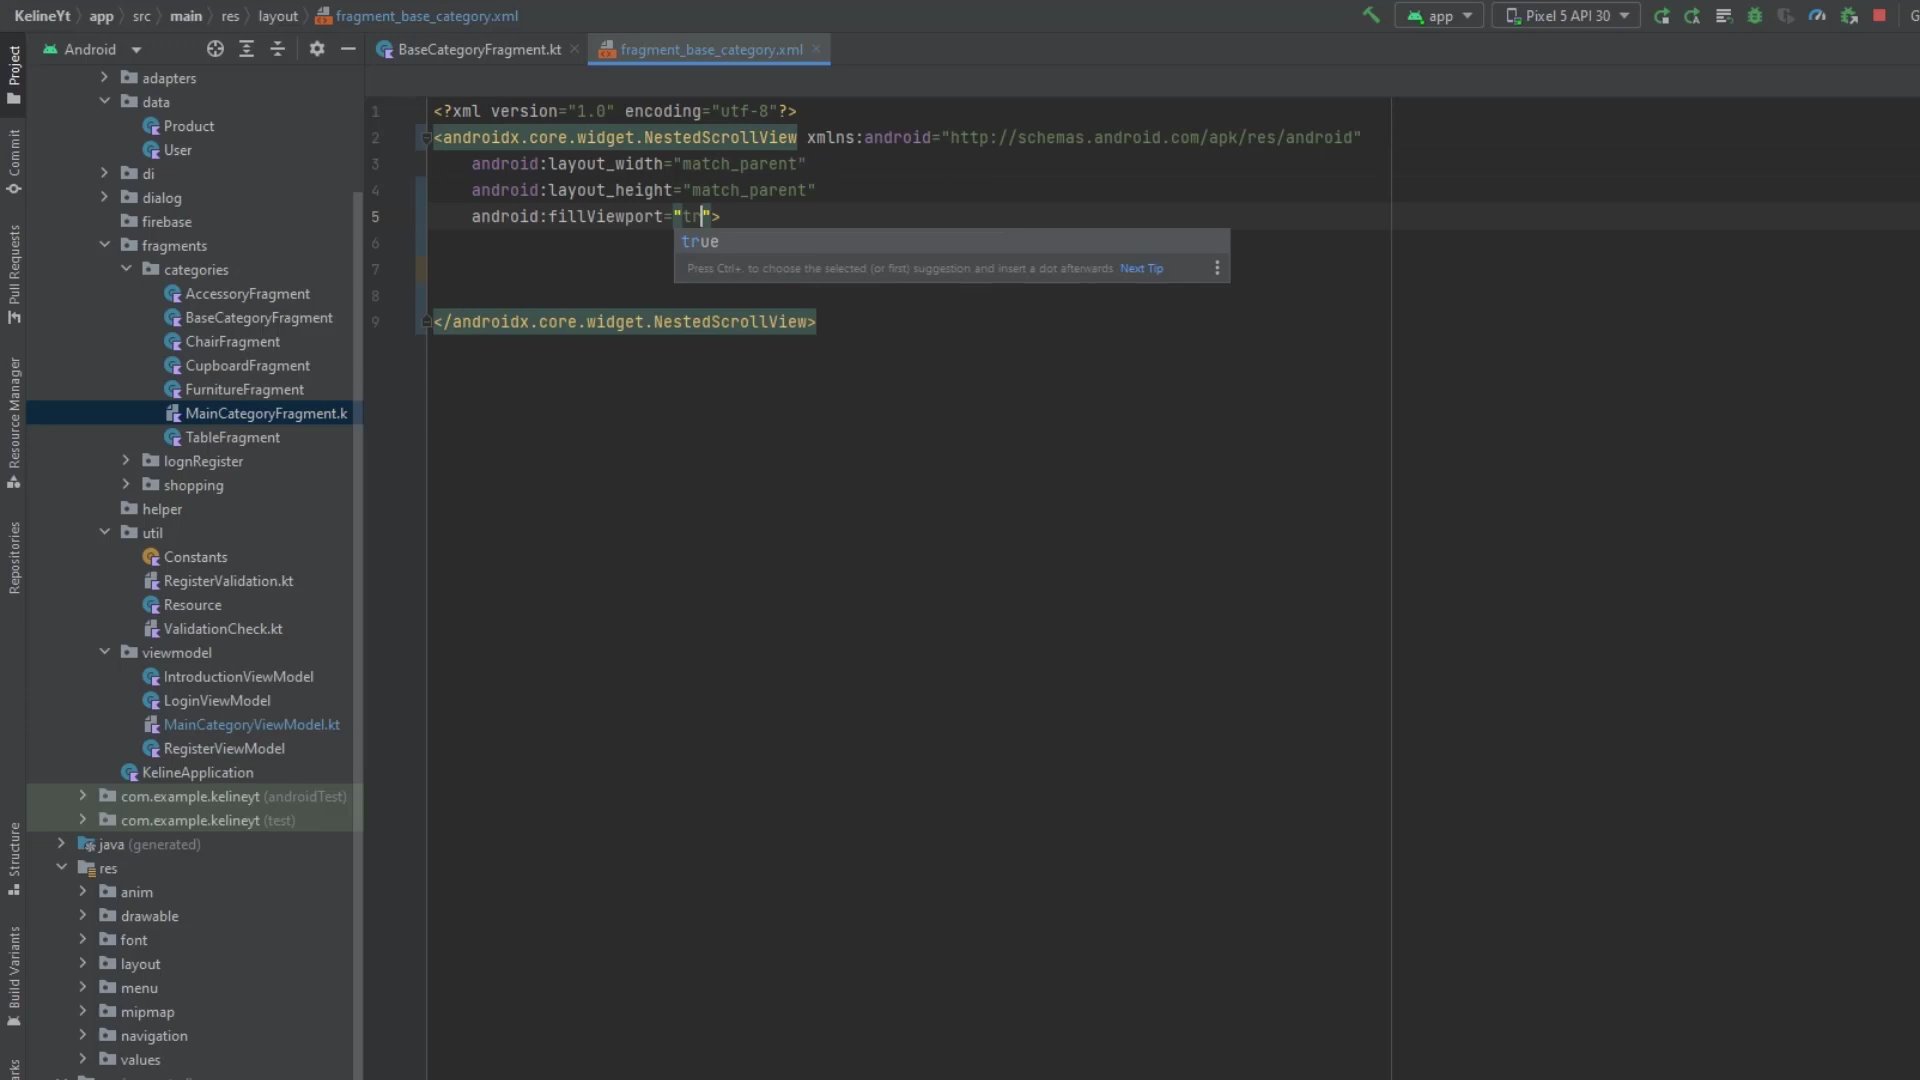 KelineYt app src main res layout fragment_base_category.xml app Pixel 5 API 30
Project
Commit
Pull Requests
Resource Manager
Repositories
Structure
Build Variants
Android
adapters
data
Product
User
di
dialog
firebase
fragments
categories
AccessoryFragment
BaseCategoryFragment
ChairFragment
CupboardFragment
FurnitureFragment
MainCategoryFragment.k
TableFragment
lognRegister
shopping
helper
util
Constants
RegisterValidation.kt
Resource
ValidationCheck.kt
viewmodel
IntroductionViewModel
LoginViewModel
MainCategoryViewModel.kt
RegisterViewModel
KelineApplication
com.example.kelineyt (androidTest)
com.example.kelineyt (test)
java (generated)
res
anim
drawable
font
layout
menu
mipmap
navigation
values
BaseCategoryFragment.kt fragment_base_category.xml
1 <?xml version="1.0" encoding="utf-8"?>
2 <androidx.core.widget.NestedScrollView xmlns:android="http://schemas.android.com/apk/res/android"
3 android:layout_width="match_parent"
4 android:layout_height="match_parent"
5 android:fillViewport="tr">
true
6
7 Press Ctrl+. to choose the selected (or first) suggestion and insert a dot afterwards Next Tip
8
9 </androidx.core.widget.NestedScrollView>